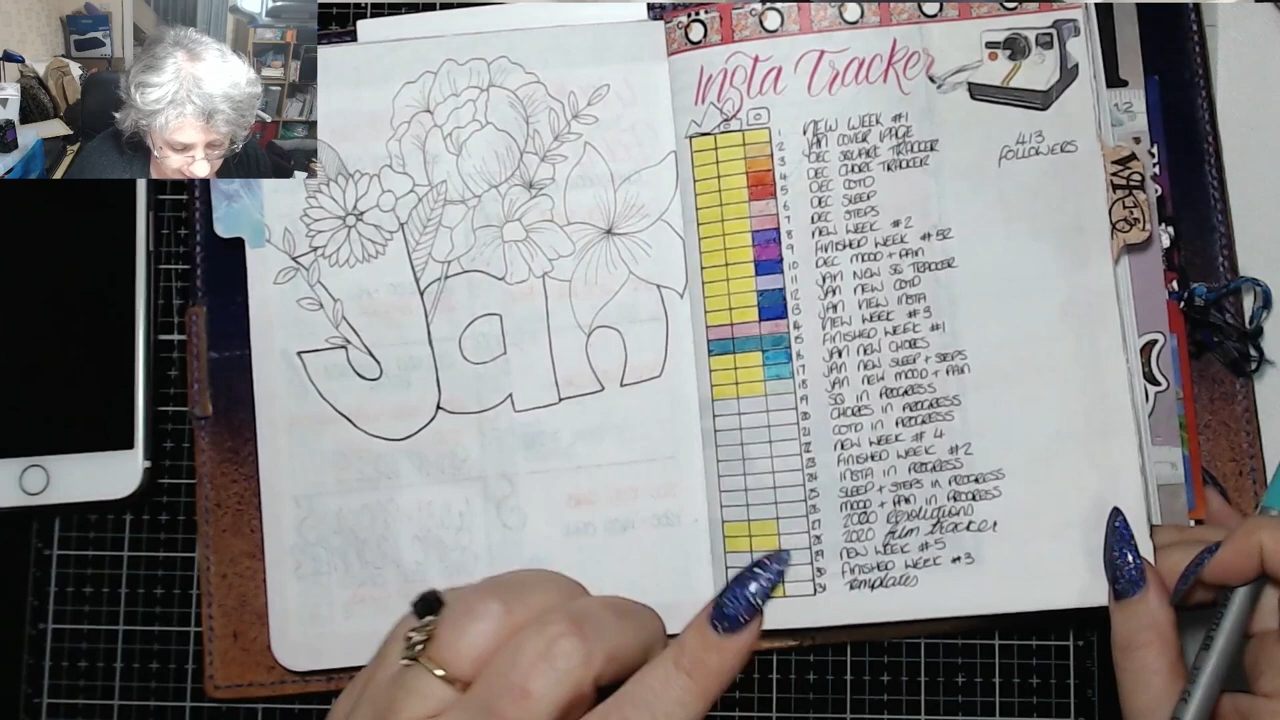 Jan
Insta Tracker
413
FOLLOWERS
1 NEW WEEK #1
2 JAN COVER PAGE
3 DEC SQUARE TRACKER
4 DEC CHORE TRACKER
5 DEC COTD
6 DEC SLEEP
7 DEC STEPS
8 NEW WEEK #2
9 FINISHED WEEK #52
10 DEC MOOD + PAIN
11 JAN NEW SQ TRACKER
12 JAN NEW COTD
13 JAN NEW INSTA
14 NEW WEEK #3
15 FINISHED WEEK #1
16 JAN NEW CHORES
17 JAN NEW SLEEP + STEPS
18 JAN NEW MOOD + PAIN
19 SQ IN PROGRESS
20 CHORES IN PROGRESS
21 COTD IN PROGRESS
22 NEW WEEK #4
23 FINISHED WEEK #2
24 INSTA IN PROGRESS
25 SLEEP + STEPS IN PROGRESS
26 MOOD + PAIN IN PROGRESS
27 2020 Resolutions
28 2020 film tracker
29 NEW WEEK #5
30 FINISHED WEEK #3
31 Templates